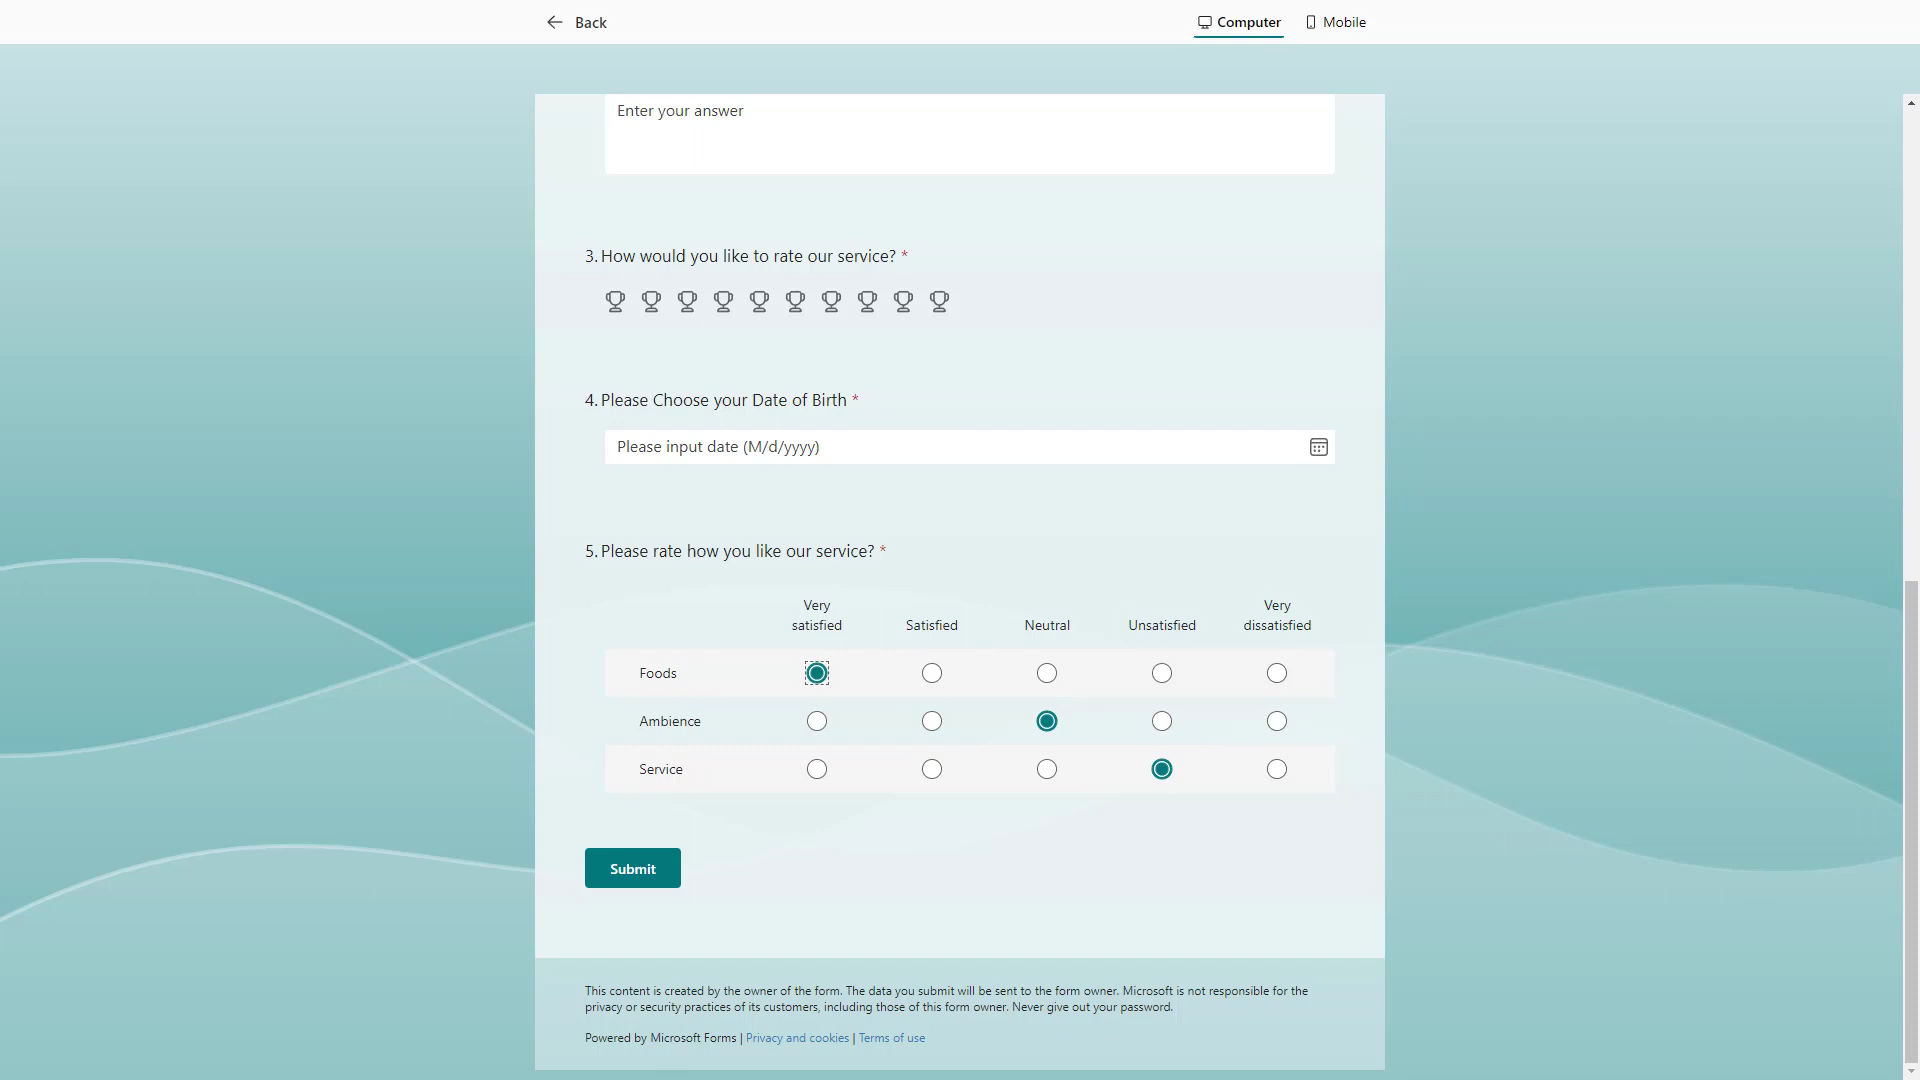 Back
Computer
Mobile
Enter your answer
3. How would you like to rate our service? *
4. Please Choose your Date of Birth *
Please input date (M/d/yyyy)
5. Please rate how you like our service? *
Very satisfied Satisfied Neutral Unsatisfied Very dissatisfied
Foods
Ambience
Service
Submit
This content is created by the owner of the form. The data you submit will be sent to the form owner. Microsoft is not responsible for the
privacy or security practices of its customers, including those of this form owner. Never give out your password.
Powered by Microsoft Forms | Privacy and cookies | Terms of use